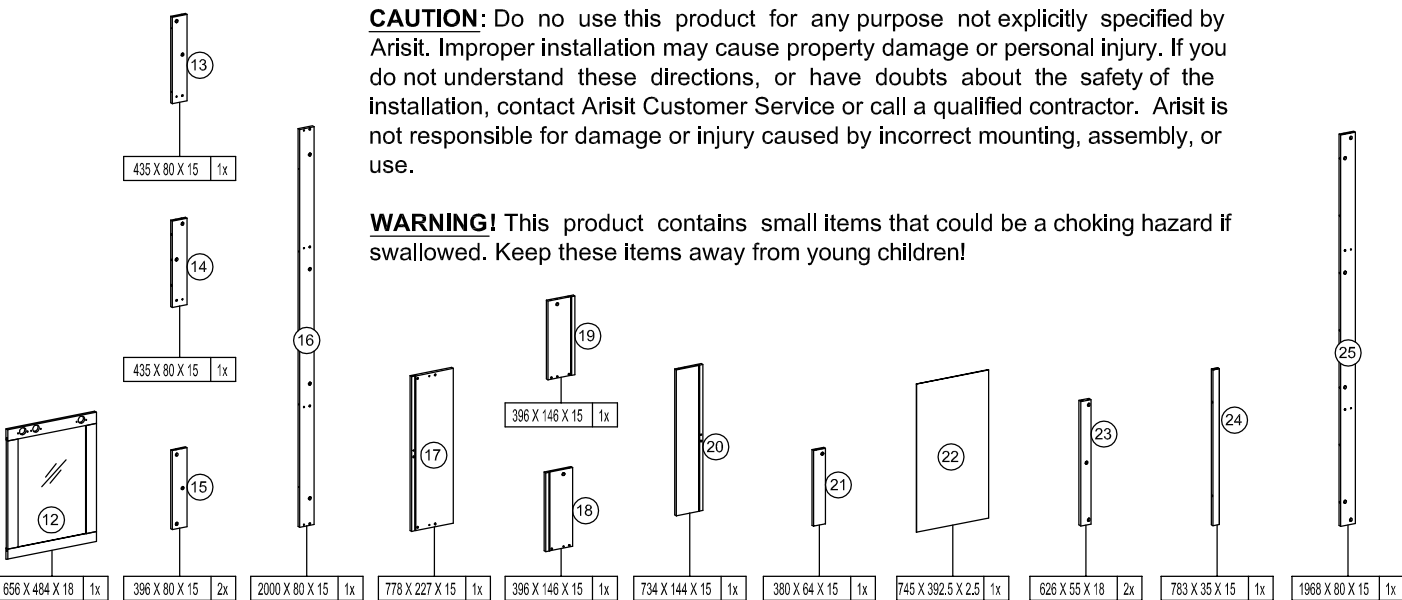 CAUTION: Do no use this product for any purpose not explicitly specified by
Arisit. Improper installation may cause property damage or personal injury. If you
do not understand these directions, or have doubts about the safety of the
installation, contact Arisit Customer Service or call a qualified contractor. Arisit is
not responsible for damage or injury caused by incorrect mounting, assembly, or
use.
WARNING! This product contains small items that could be a choking hazard if
swallowed. Keep these items away from young children!
13
435 X 80 X 15 1x
14
435 X 80 X 15 1x
12
656 X 484 X 18 1x
15
396 X 80 X 15 2x
16
2000 X 80 X 15 1x
17
778 X 227 X 15 1x
19
396 X 146 X 15 1x
18
396 X 146 X 15 1x
20
734 X 144 X 15 1x
21
380 X 64 X 15 1x
22
745 X 392.5 X 2.5 1x
23
626 X 55 X 18 2x
24
783 X 35 X 15 1x
25
1968 X 80 X 15 1x